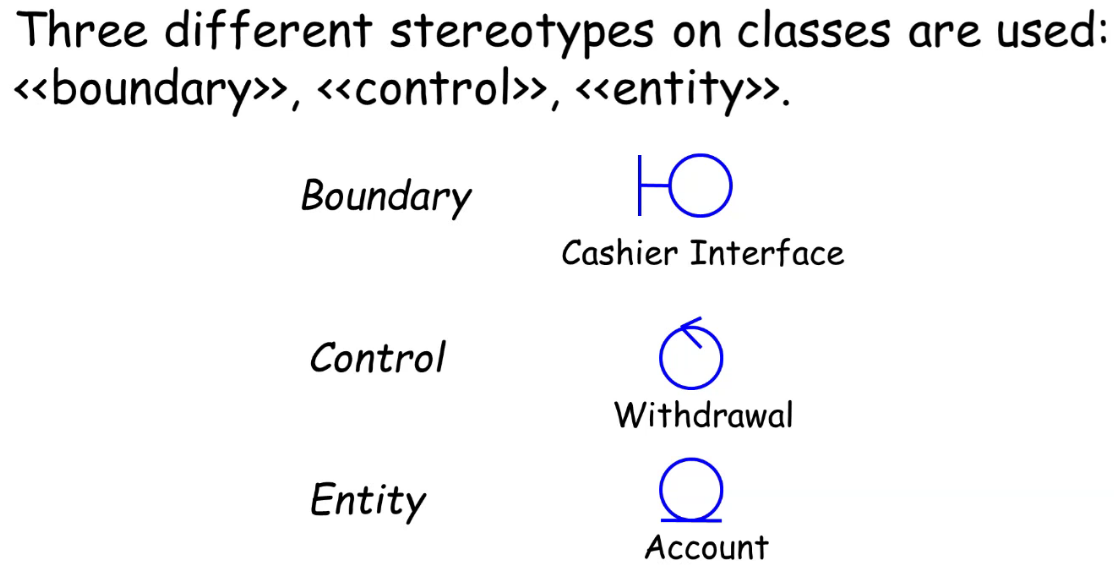 Three different stereotypes on classes are used:
<<boundary>>, <<control>>, <<entity>>.
Boundary
Cashier Interface
Control
Withdrawal
Entity
Account